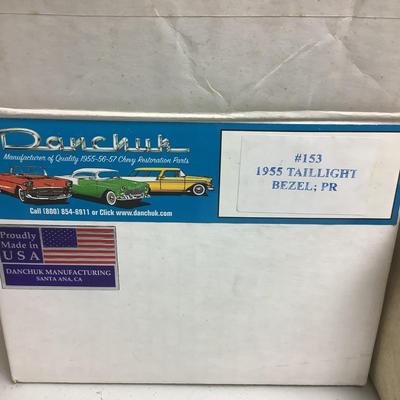 Danchuk
Manufacturer of Quality 1955-56-57 Chevy Restoration Parts
Call (800) 854-6911 or Click www.danchuk.com
#153
1955 TAILLIGHT
BEZEL; PR
Proudly
Made in
USA
DANCHUK MANUFACTURING
SANTA ANA, CA